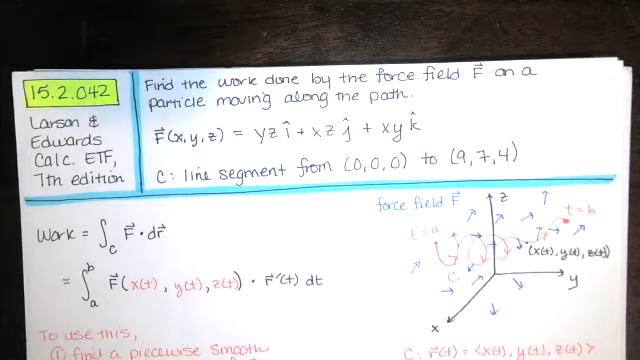 15.2.042
Larson &
Edwards
Calc. ETF,
7th edition
Find the work done by the force field F⃗ on a
particle moving along the path.
F⃗(x,y,z) = yz î + xz ĵ + xy k̂
C: line segment from (0,0,0) to (9,7,4)
Work = ∫_C F⃗ • dr⃗
= ∫_a^b F⃗(x(t), y(t), z(t)) • r⃗'(t) dt
To use this,
① find a piecewise smooth
force field F⃗
z
t=b
t=a
(x(t), y(t), z(t))
C
y
x
C: r⃗(t) = <x(t), y(t), z(t)>